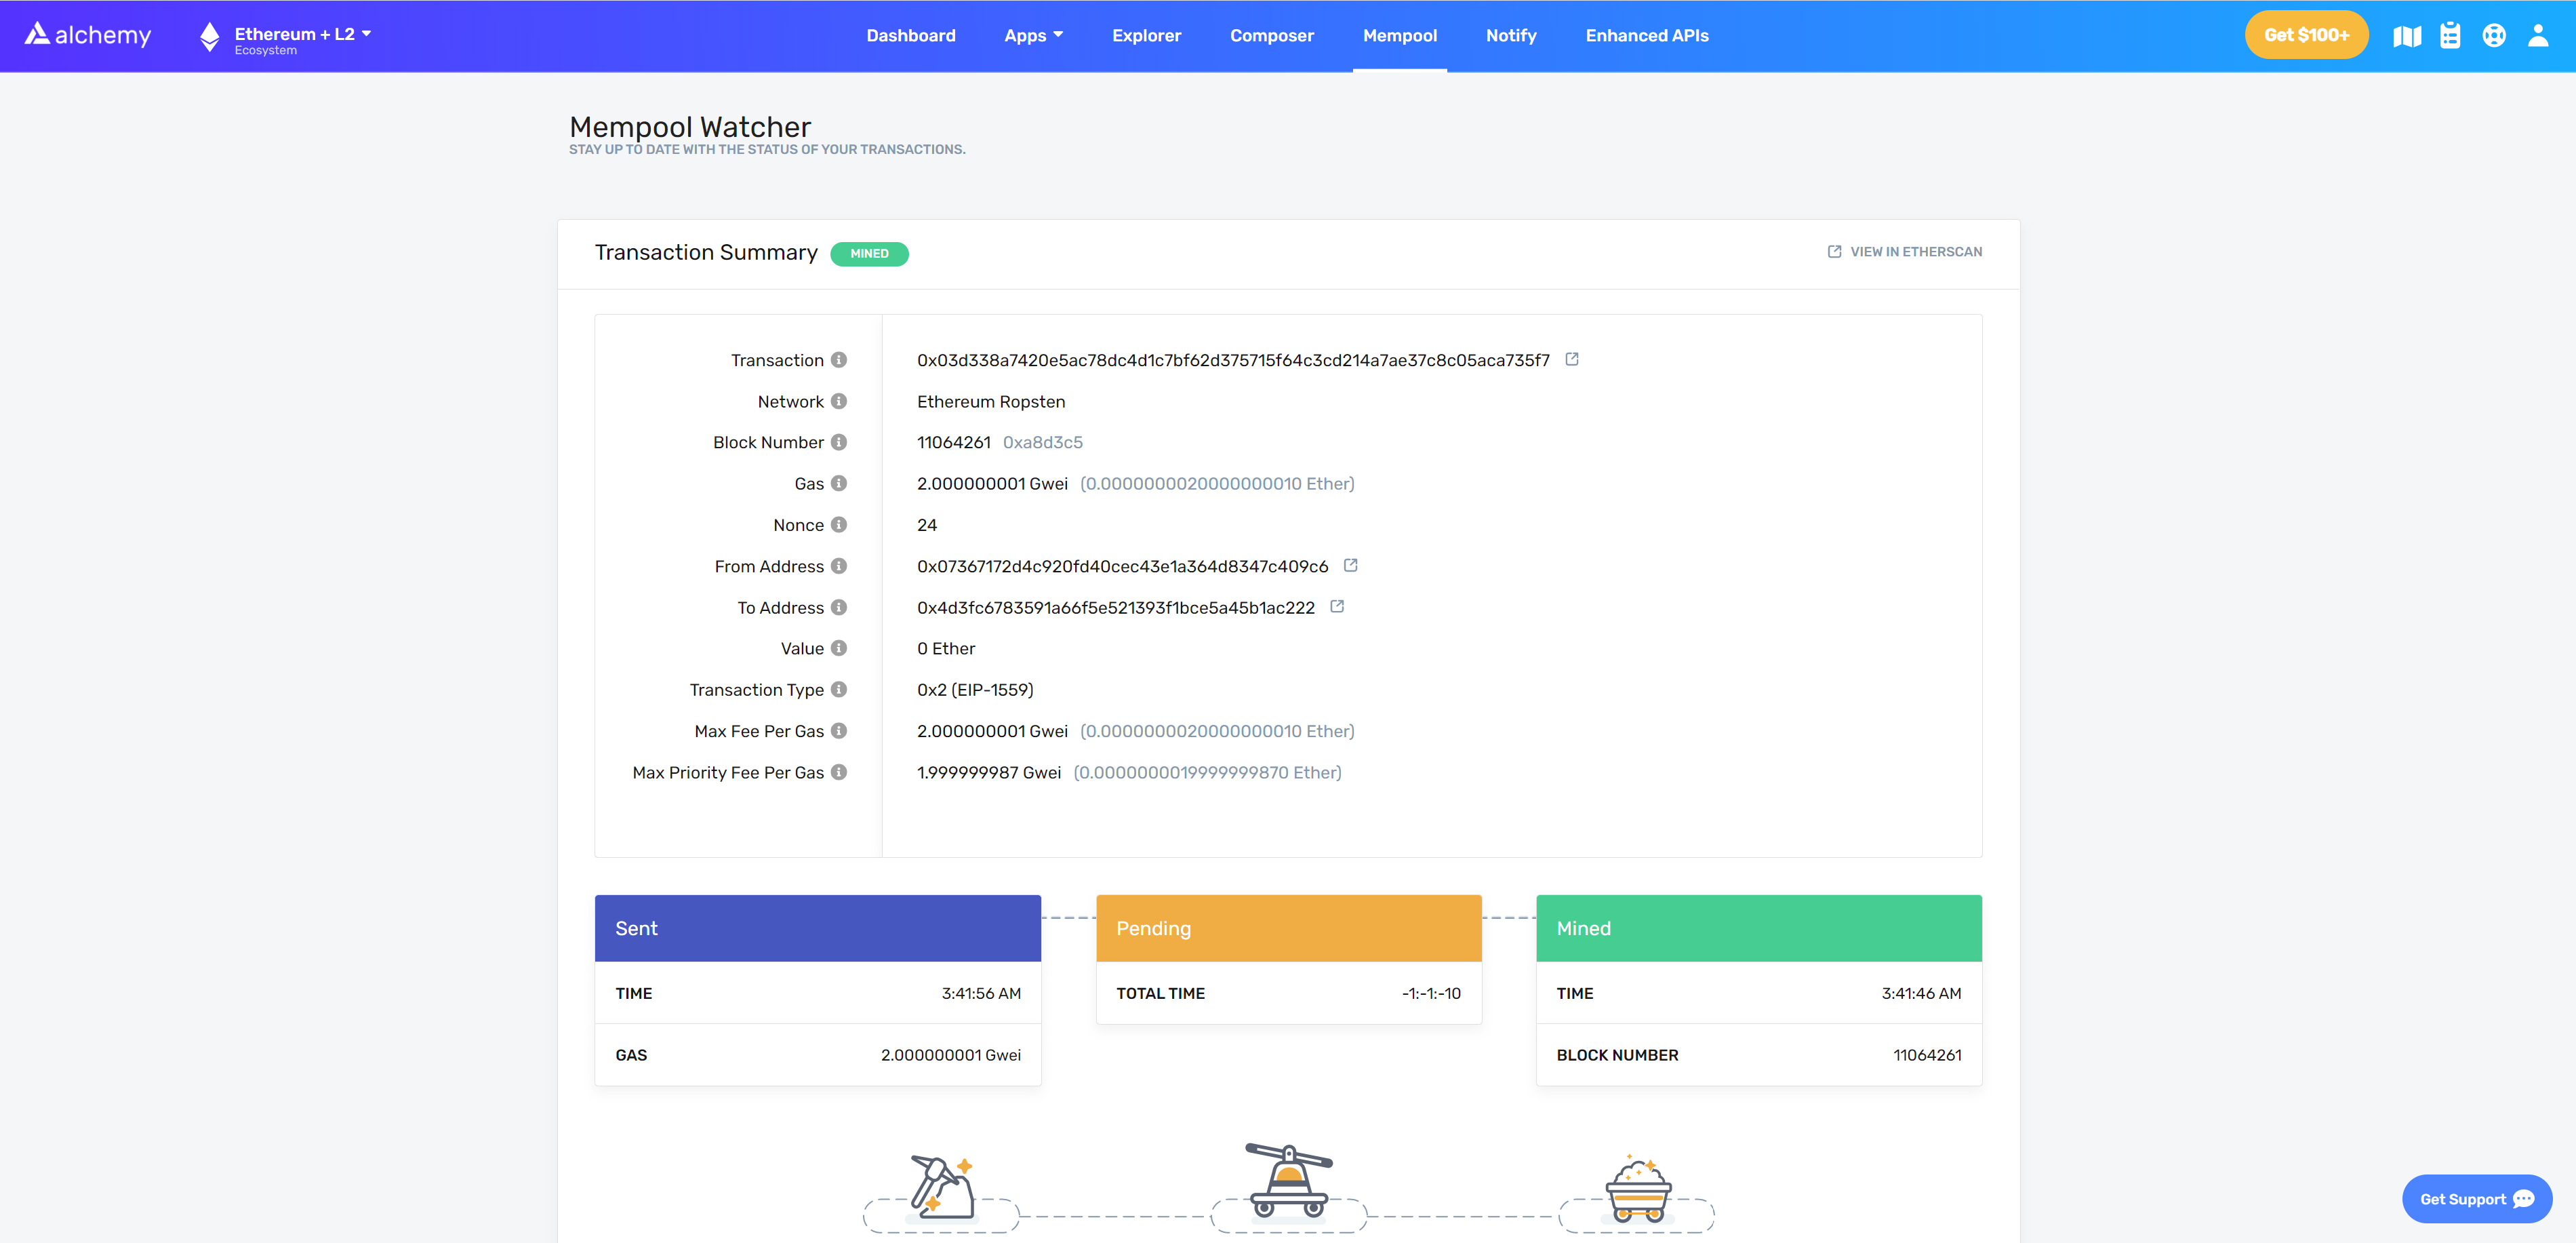 alchemy
Ethereum + L2
Ecosystem
Dashboard
Apps
Explorer
Composer
Mempool
Notify
Enhanced APIs
Get $100+
Mempool Watcher
STAY UP TO DATE WITH THE STATUS OF YOUR TRANSACTIONS.
Transaction Summary MINED
VIEW IN ETHERSCAN
Transaction 0x03d338a7420e5ac78dc4d1c7bf62d375715f64c3cd214a7ae37c8c05aca735f7
Network Ethereum Ropsten
Block Number 11064261 0xa8d3c5
Gas 2.000000001 Gwei (0.0000000020000000010 Ether)
Nonce 24
From Address 0x07367172d4c920fd40cec43e1a364d8347c409c6
To Address 0x4d3fc6783591a66f5e521393f1bce5a45b1ac222
Value 0 Ether
Transaction Type 0x2 (EIP-1559)
Max Fee Per Gas 2.000000001 Gwei (0.0000000020000000010 Ether)
Max Priority Fee Per Gas 1.999999987 Gwei (0.0000000019999999870 Ether)
Sent
TIME 3:41:56 AM
GAS 2.000000001 Gwei
Pending
TOTAL TIME -1:-1:-10
Mined
TIME 3:41:46 AM
BLOCK NUMBER 11064261
Get Support